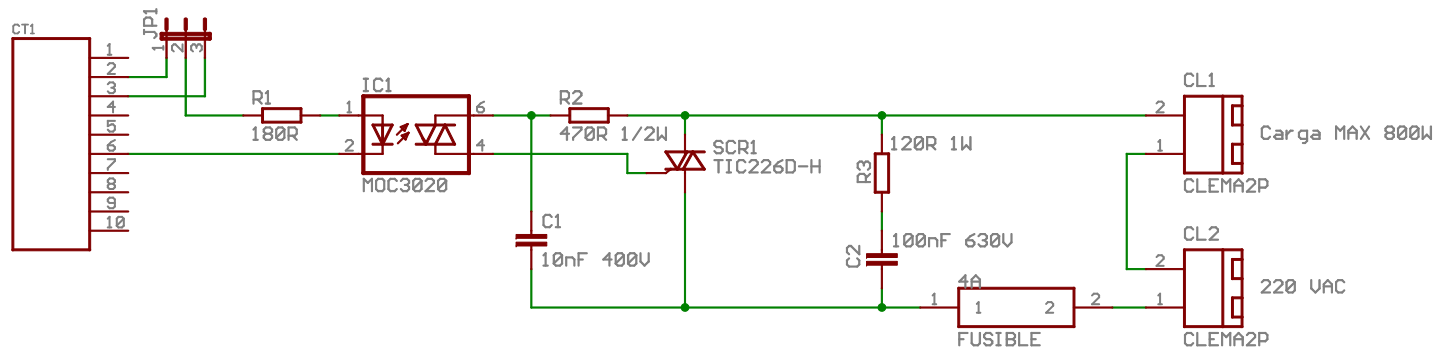 CT1
1
2
3
4
5
6
7
8
9
10
JP1
1
2
3
R1
180R
IC1
1
2
6
4
MOC3020
R2
470R 1/2W
C1
10nF 400V
SCR1
TIC226D-H
120R 1W
R3
100nF 630V
C2
4A
1
1
2
2
FUSIBLE
CL1
2
1
CLEMA2P
Carga MAX 800W
CL2
2
1
CLEMA2P
220 VAC